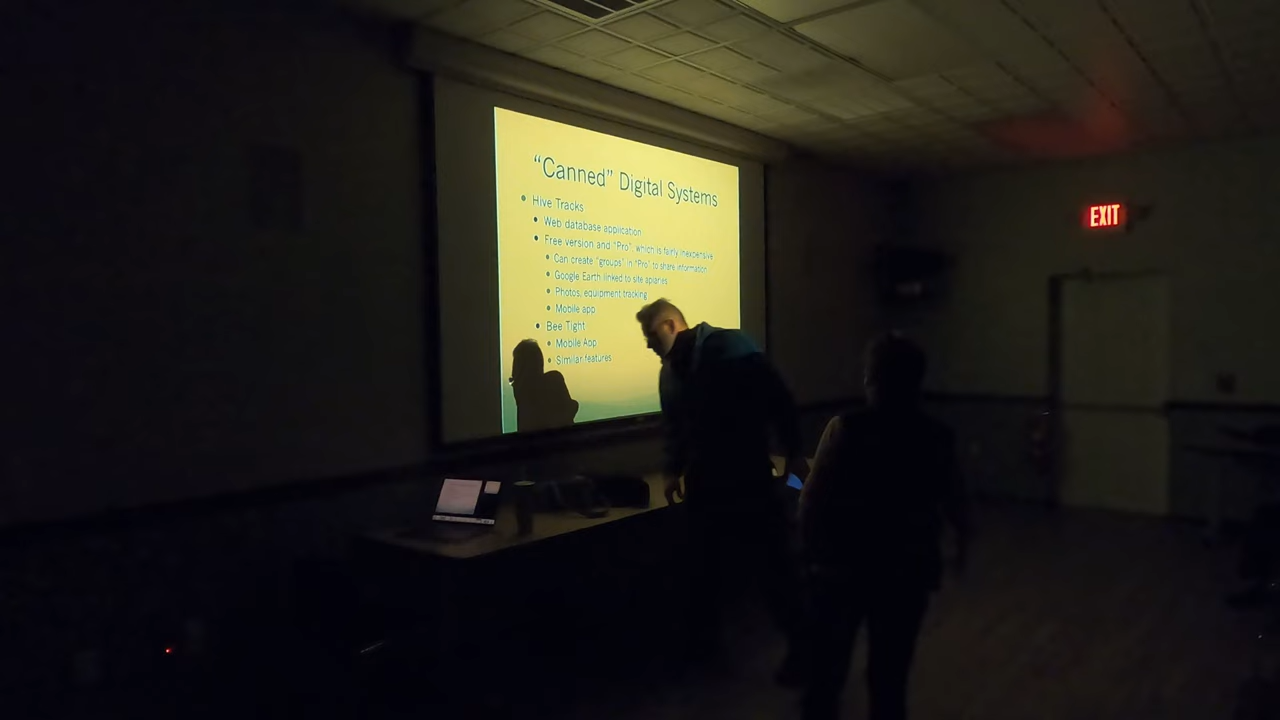 “Canned” Digital Systems
• Hive Tracks
• Web database application
• Free version and “Pro”, which is fairly inexpensive
• Can create “groups” in “Pro” to share information
• Google Earth linked to site apiaries
• Photos, equipment tracking
• Mobile app
• Bee Tight
• Mobile App
• Similar features
EXIT